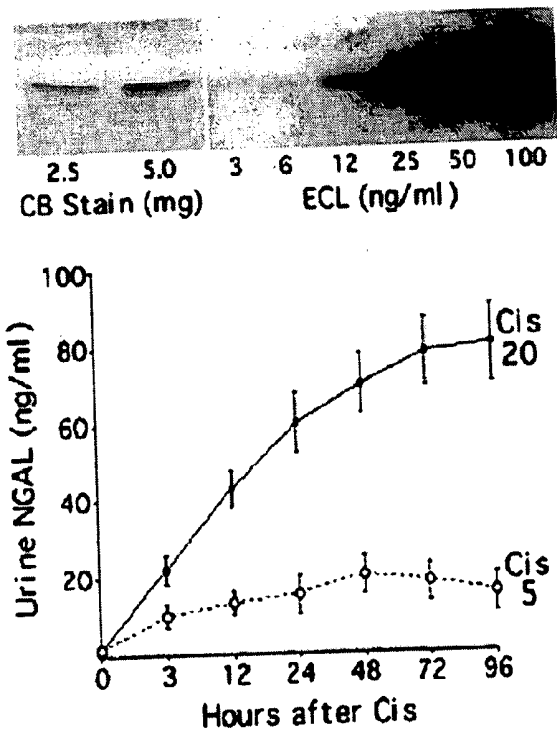 2.5 5.0 3 6 12 25 50 100
CB Stain (mg) ECL (ng/ml)
100
80
60
40
20
Urine NGAL (ng/ml)
Cis
20
Cis
5
0 3 12 24 48 72 96
Hours after Cis